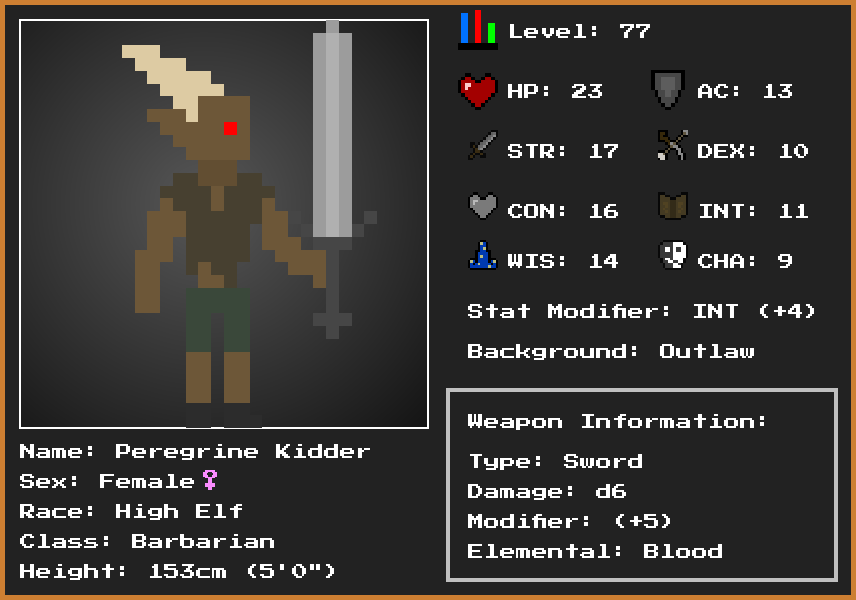 Level: 77
HP: 23
AC: 13
STR: 17
DEX: 10
CON: 16
INT: 11
WIS: 14
CHA: 9
Stat Modifier: INT (+4)
Background: Outlaw
Weapon Information:
Type: Sword
Damage: d6
Modifier: (+5)
Elemental: Blood
Name: Peregrine Kidder
Sex: Female♀
Race: High Elf
Class: Barbarian
Height: 153cm (5'0")